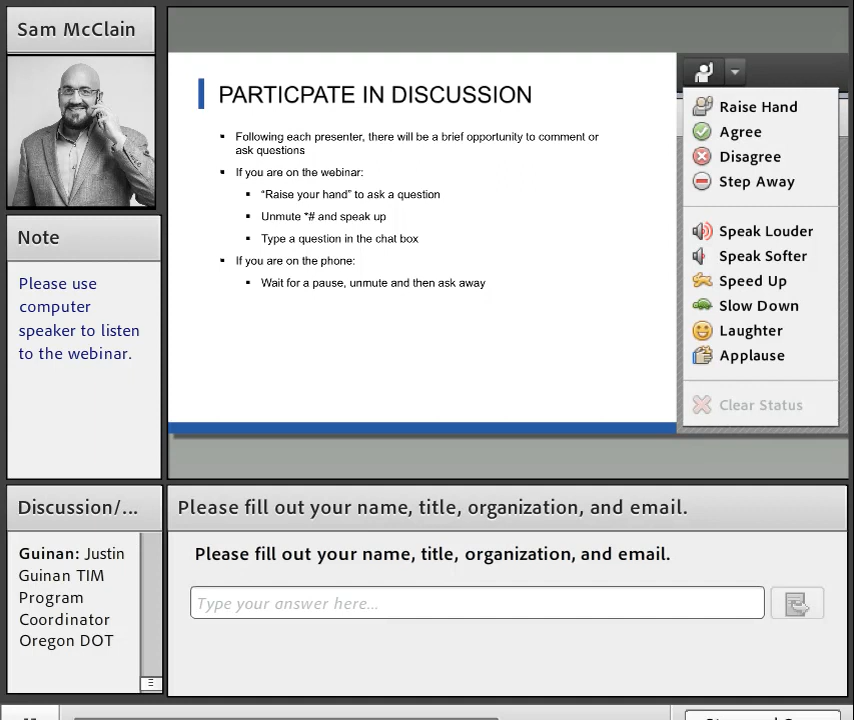 Sam McClain
Note
Please use
computer
speaker to listen
to the webinar.
PARTICPATE IN DISCUSSION
▪ Following each presenter, there will be a brief opportunity to comment or
ask questions
▪ If you are on the webinar:
▪ “Raise your hand” to ask a question
▪ Unmute *# and speak up
▪ Type a question in the chat box
▪ If you are on the phone:
▪ Wait for a pause, unmute and then ask away
Raise Hand
Agree
Disagree
Step Away
Speak Louder
Speak Softer
Speed Up
Slow Down
Laughter
Applause
Clear Status
Discussion/...
Guinan: Justin
Guinan TIM
Program
Coordinator
Oregon DOT
Please fill out your name, title, organization, and email.
Please fill out your name, title, organization, and email.
Type your answer here...